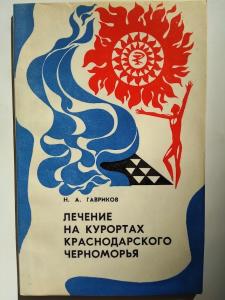 Н. А. ГАВРИКОВ
ЛЕЧЕНИЕ
НА КУРОРТАХ
КРАСНОДАРСКОГО
ЧЕРНОМОРЬЯ